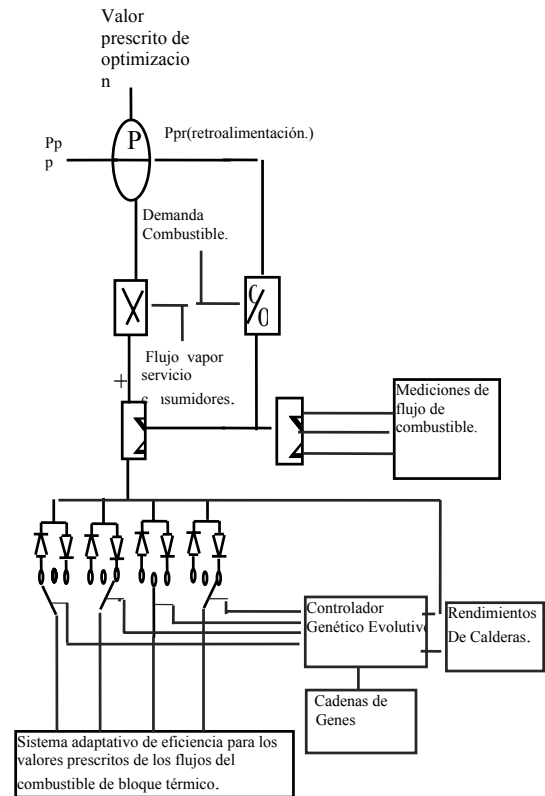 Valor
prescrito de
optimizacio
n
P
Pp
p
Ppr(retroalimentación.)
Demanda
Combustible.
Flujo vapor
servicio
+
Mediciones de
flujo de
combustible.
Controlador
Genético Evolutivo
Rendimientos
De Calderas.
Cadenas de
Genes
Sistema adaptativo de eficiencia para los
valores prescritos de los flujos del
combustible de bloque térmico.